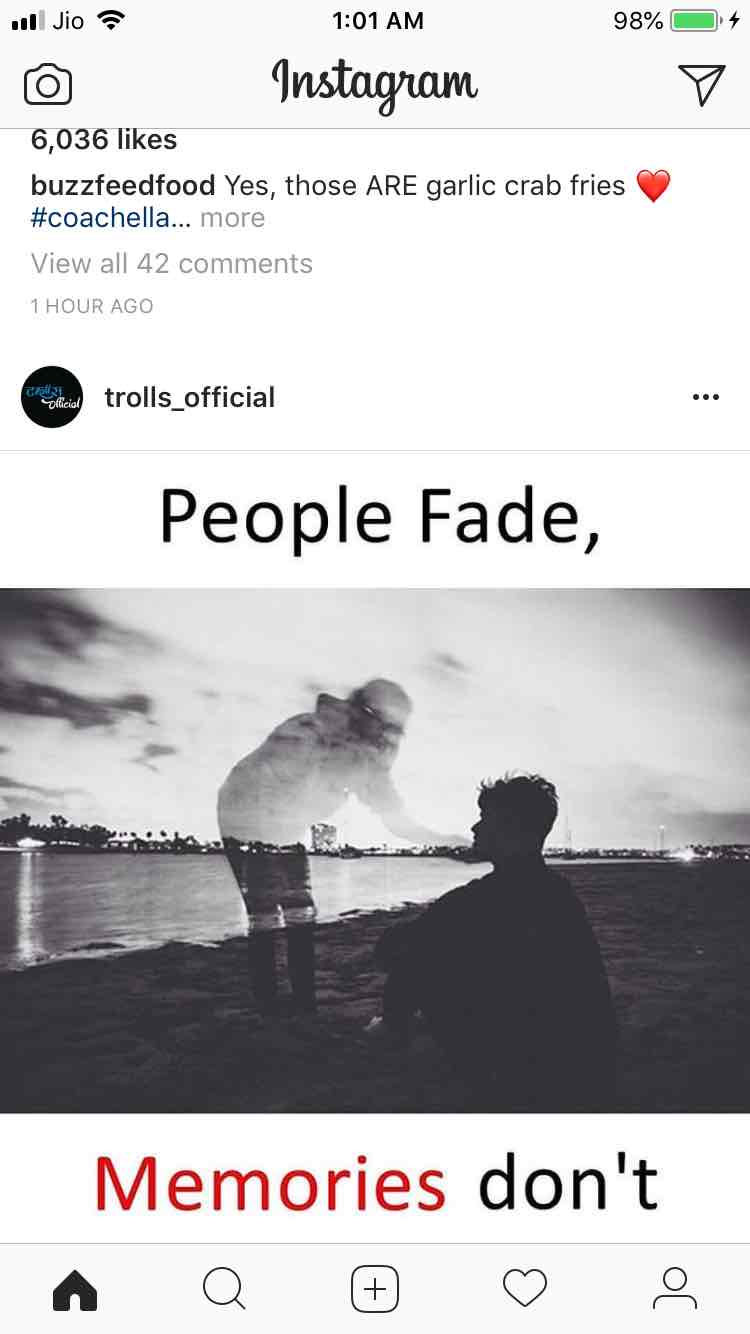 Jio 1:01 AM 98%
Instagram
6,036 likes
buzzfeedfood Yes, those ARE garlic crab fries ❤️
#coachella... more
View all 42 comments
1 HOUR AGO
trolls_official
Official
People Fade,
Memories don't